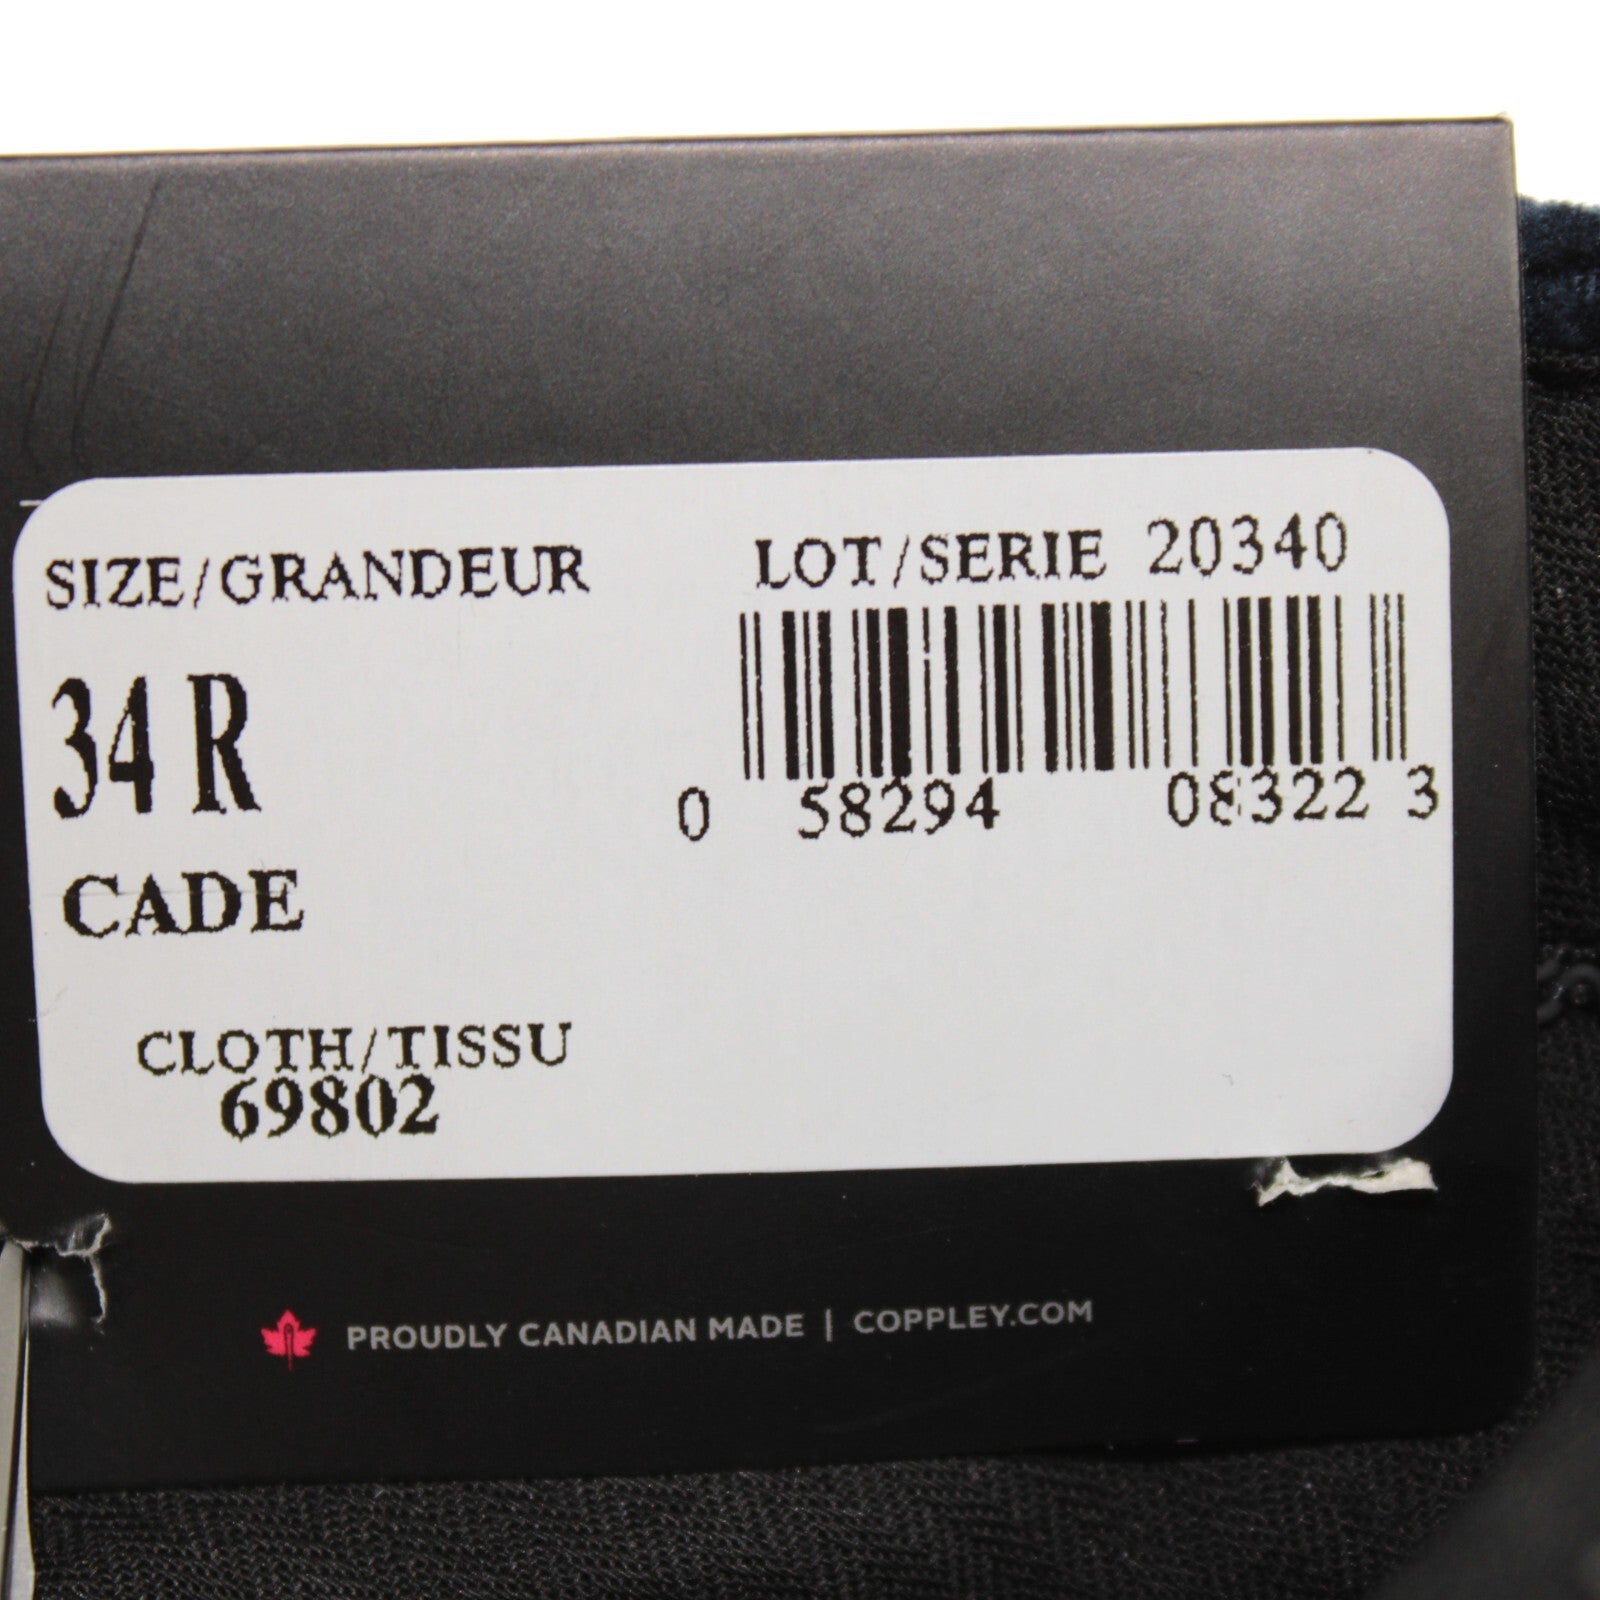 SIZE/GRANDEUR
LOT/SERIE 20340
34 R
0 58294 08322 3
CADE
CLOTH/TISSU
69802
PROUDLY CANADIAN MADE | COPPLEY.COM